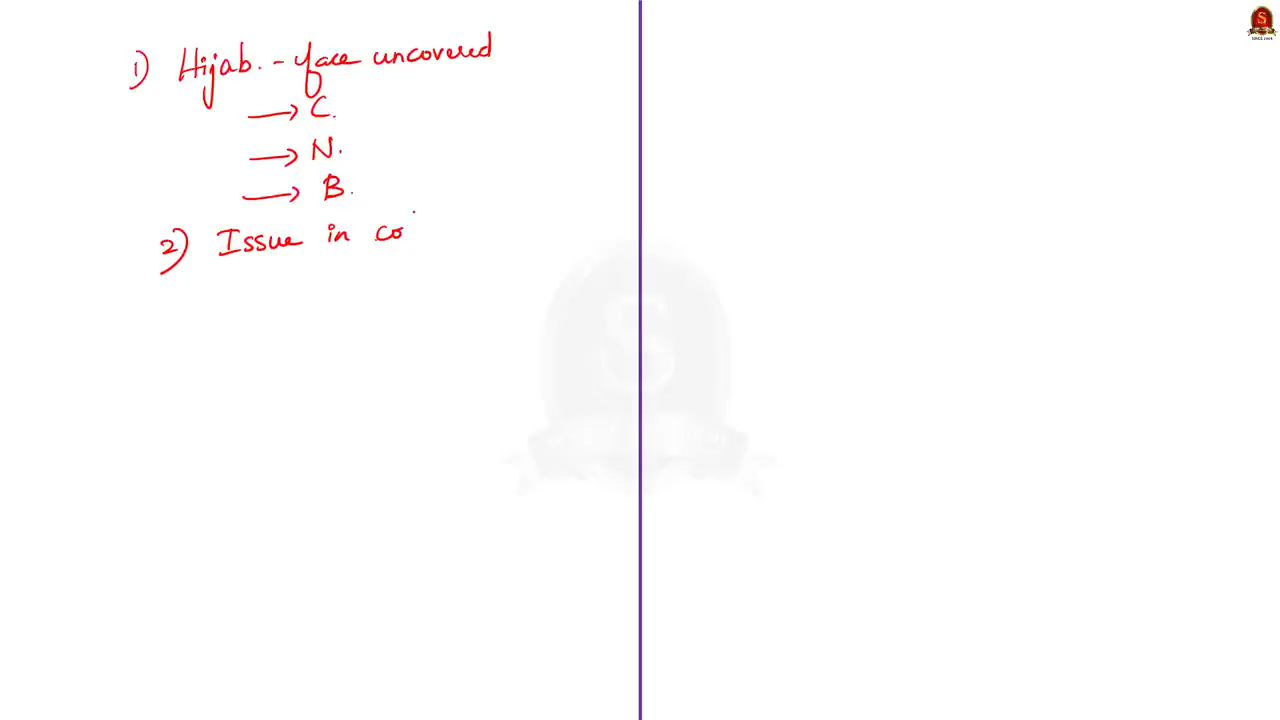 1) Hijab. - face uncovered
→ C.
→ N.
→ B.
2) Issue in co
S